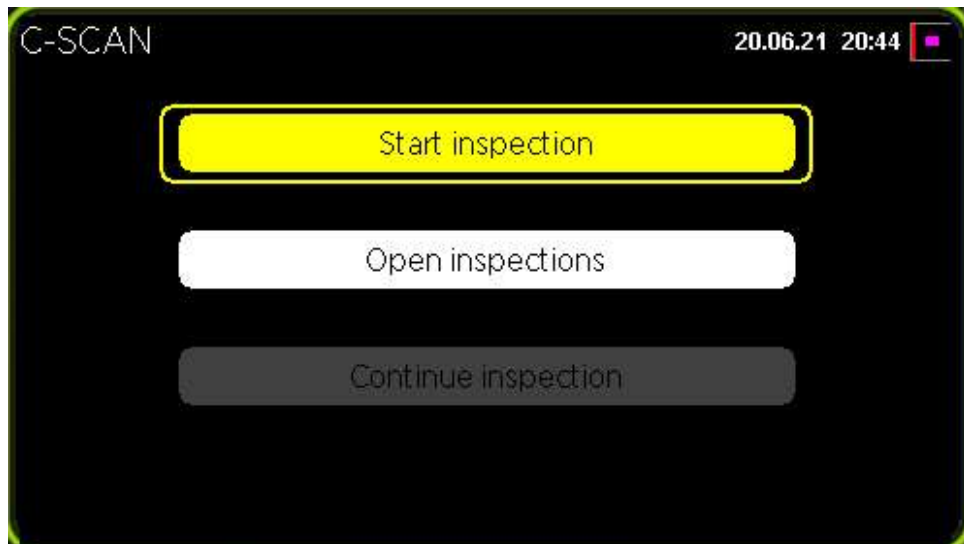 C-SCAN 20.06.21 20:44
Start inspection
Open inspections
Continue inspection